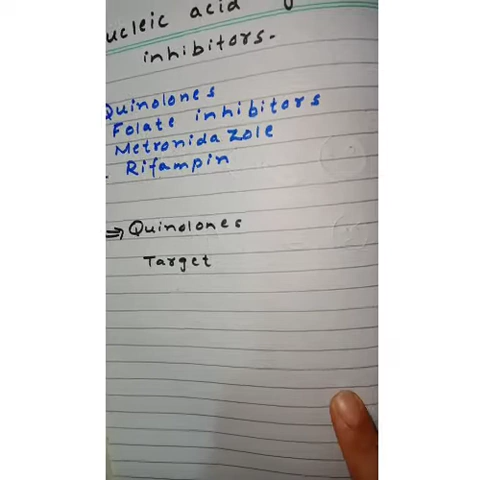 ucleic acid
inhibitors.
Quinolones
Folate inhibitors
Metronidazole
Rifampin
⇒ Quinolones
Target